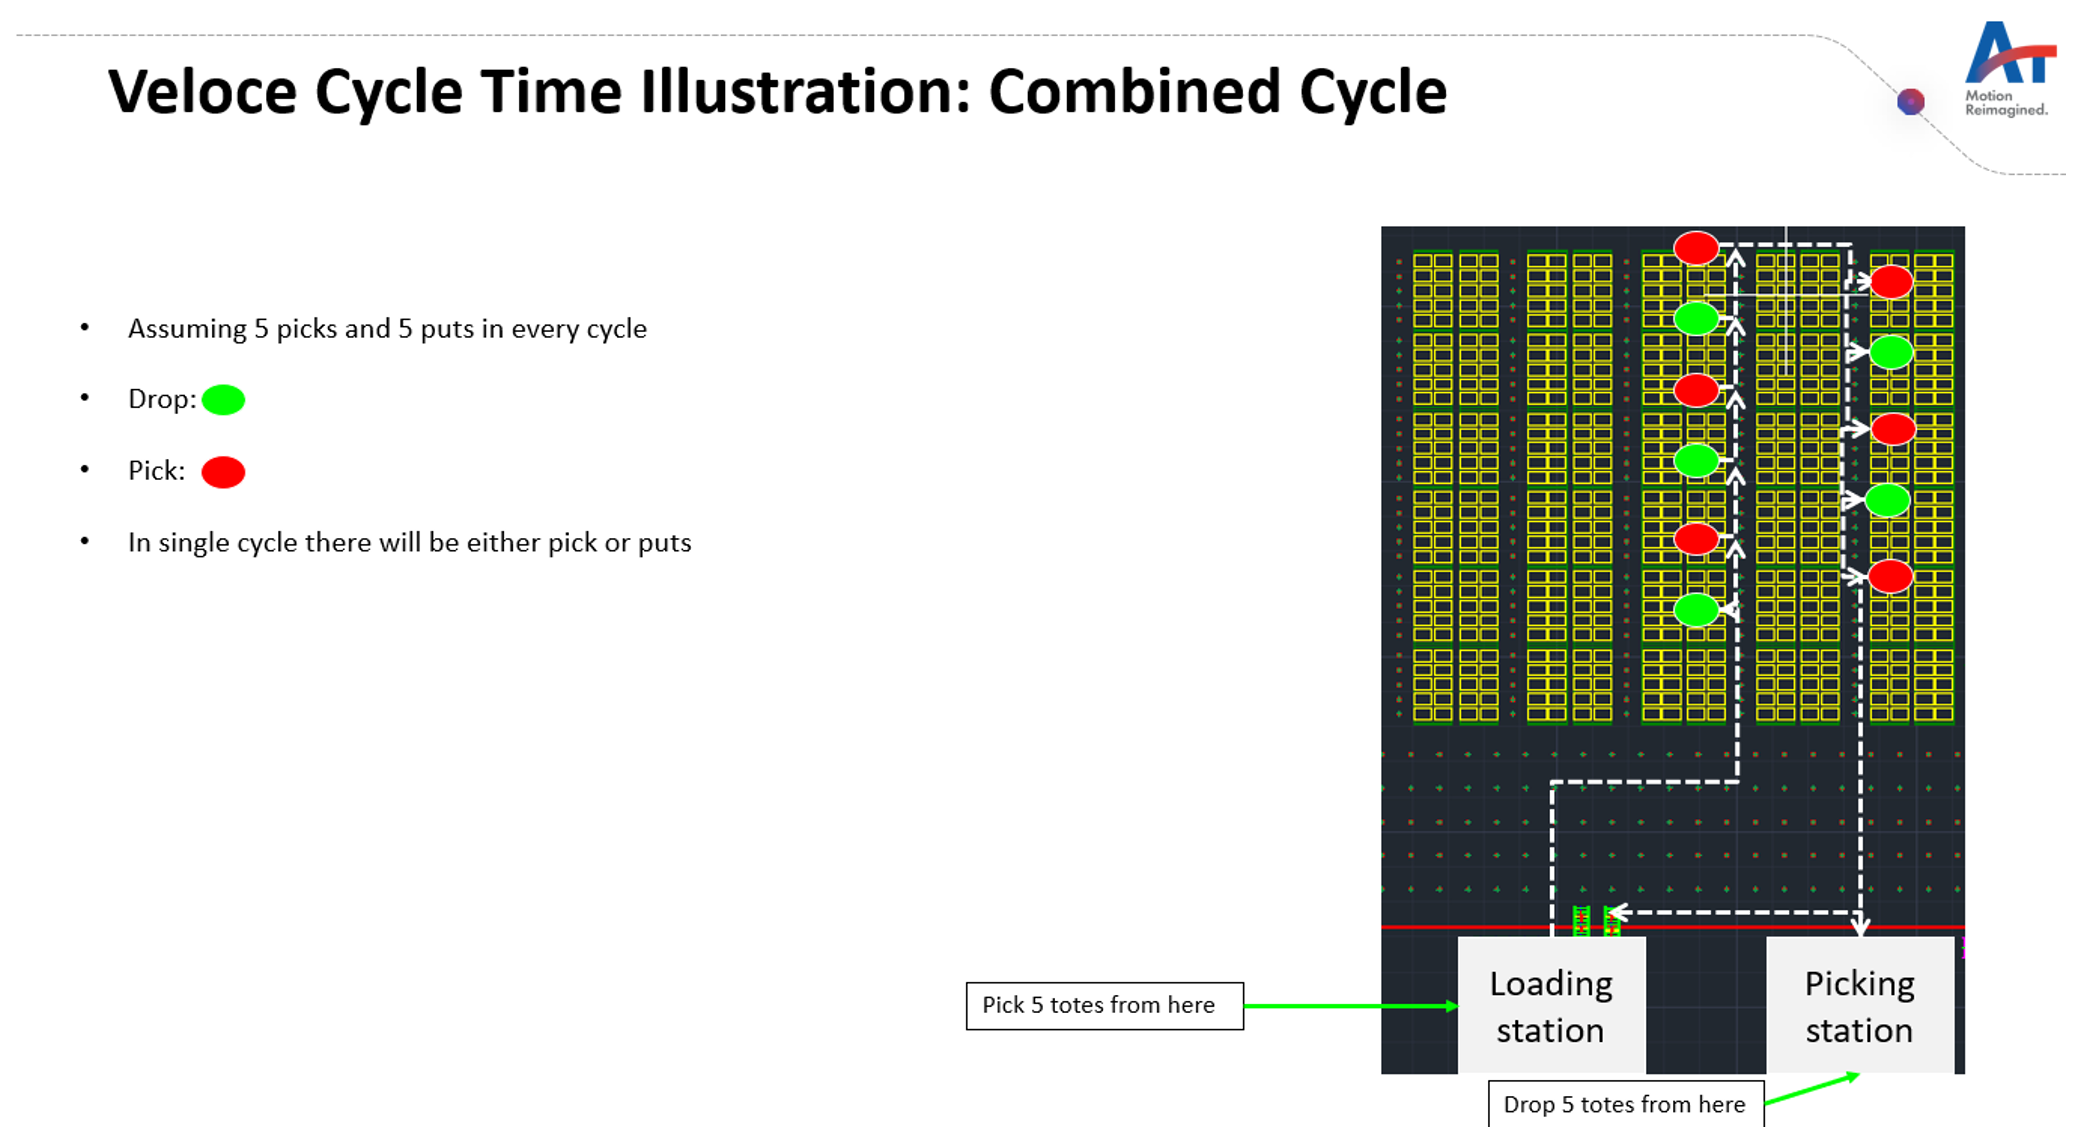 Veloce Cycle Time Illustration: Combined Cycle
Motion
Reimagined.
• Assuming 5 picks and 5 puts in every cycle
• Drop:
• Pick:
• In single cycle there will be either pick or puts
Loading
station
Picking
station
Pick 5 totes from here
Drop 5 totes from here